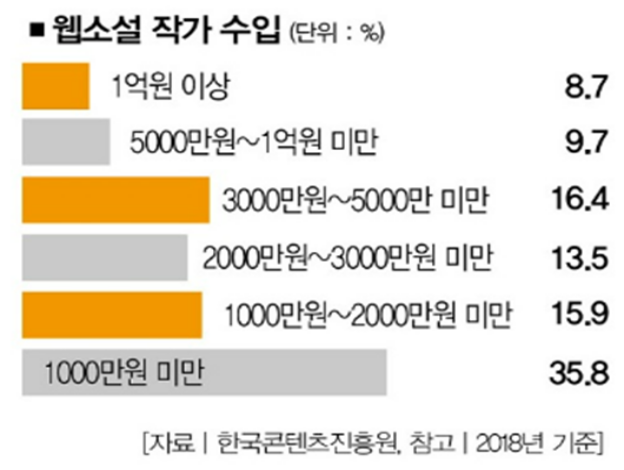 ■ 웹소설 작가 수입 (단위 : %)
1억원 이상 8.7
5000만원~1억원 미만 9.7
3000만원~5000만 미만 16.4
2000만원~3000만원 미만 13.5
1000만원~2000만원 미만 15.9
1000만원 미만 35.8
[자료 | 한국콘텐츠진흥원, 참고 | 2018년 기준]